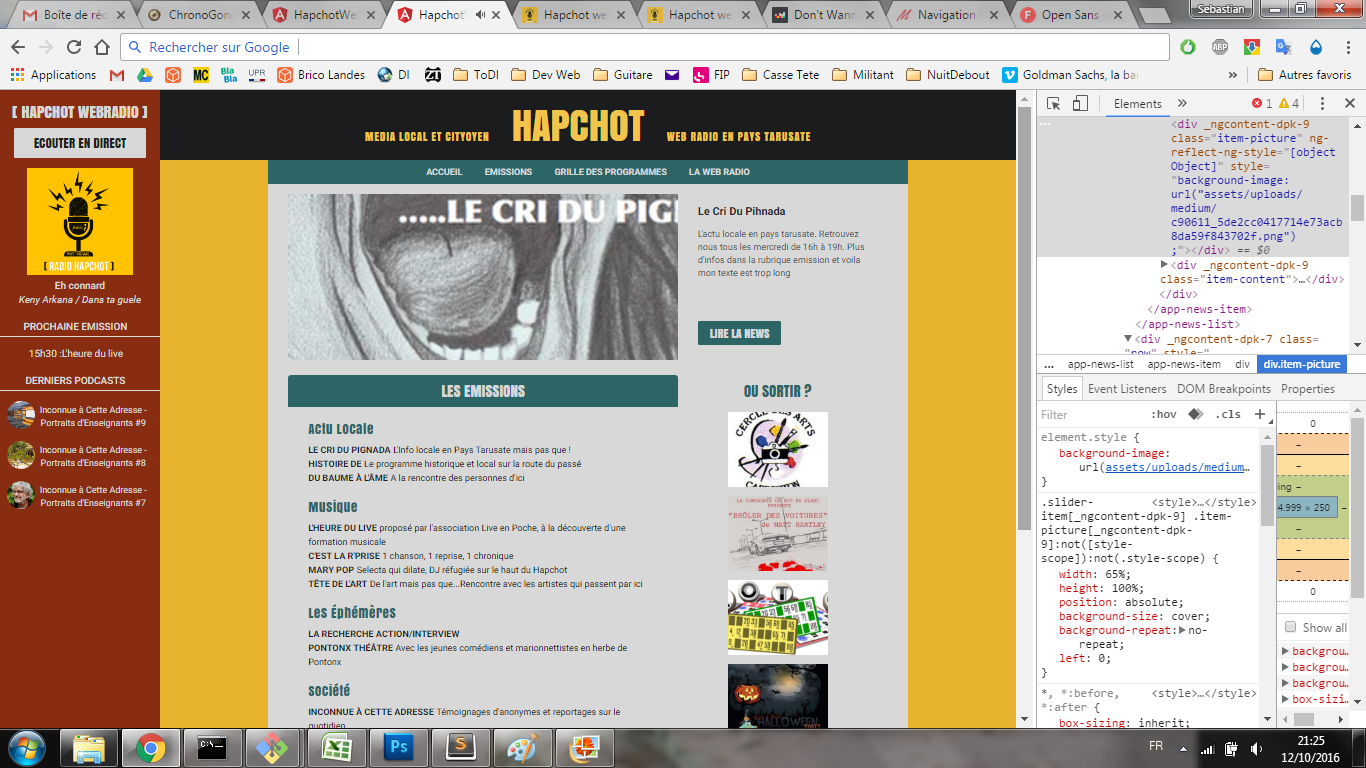 Boîte de réc
ChronoGon
HapchotWe
Hapchot
Hapchot we
Hapchot we
Don't Wann
Navigation
Open Sans
Sebastian
Rechercher sur Google
ABP
Applications
MC
Bla Bla
UPR
Brico Landes
DI
ToDI
Dev Web
Guitare
FIP
Casse Tete
Militant
NuitDebout
Goldman Sachs, la ba
»
Autres favoris
[ HAPCHOT WEBRADIO ]
ECOUTER EN DIRECT
[ RADIO HAPCHOT ]
Eh connard
Keny Arkana / Dans ta guele
PROCHAINE EMISSION
15h30 :L'heure du live
DERNIERS PODCASTS
Inconnue à Cette Adresse -
Portraits d'Enseignants #9
Inconnue à Cette Adresse -
Portraits d'Enseignants #8
Inconnue à Cette Adresse -
Portraits d'Enseignants #7
MEDIA LOCAL ET CITYOYEN
HAPCHOT
WEB RADIO EN PAYS TARUSATE
ACCUEIL
EMISSIONS
GRILLE DES PROGRAMMES
LA WEB RADIO
.....LE CRI DU PIG
Le Cri Du Pihnada
L'actu locale en pays tarusate. Retrouvez
nous tous les mercredi de 16h à 19h. Plus
d'infos dans la rubrique emission et voila
mon texte est trop long
LIRE LA NEWS
LES EMISSIONS
Actu Locale
LE CRI DU PIGNADA L'Info locale en Pays Tarusate mais pas que !
HISTOIRE DE Le programme historique et local sur la route du passé
DU BAUME À L'ÂME A la rencontre des personnes d'ici
Musique
L'HEURE DU LIVE proposé par l'association Live en Poche, à la découverte d'une
formation musicale
C'EST LA R'PRISE 1 chanson, 1 reprise, 1 chronique
MARY POP Selecta qui dilate, DJ réfugiée sur le haut du Hapchot
TÊTE DE L'ART De l'art mais pas que...Rencontre avec les artistes qui passent par ici
Les Éphémères
LA RECHERCHE ACTION/INTERVIEW
PONTONX THÉÂTRE Avec les jeunes comédiens et marionnettistes en herbe de
Pontonx
société
INCONNUE À CETTE ADRESSE Témoignages d'anonymes et reportages sur le
quotidien
OU SORTIR ?
CERCLE DES ARTS
"BRÛLER DES VOITURES"
de MATT HARTLEY
HALLOWEEN
PARTY
Elements
»
1
4
<div _ngcontent-dpk-9
class="item-picture" ng-
reflect-ng-style="[object
Object]" style=
"background-image:
url("assets/uploads/
medium/
c90611_5de2cc0417714e73acb
8da59f843702f.png")
;"></div> == $0
<div _ngcontent-dpk-9
class="item-content">…</div>
</div>
</app-news-item>
</app-news-list>
<div _ngcontent-dpk-7 class=
"row" style="
...
app-news-list
app-news-item
div
div.item-picture
Styles
Event Listeners
DOM Breakpoints
Properties
Filter
:hov
.cls
+
element.style {
background-image:
url(assets/uploads/medium…
}
.slider-
<style>…</style>
item[_ngcontent-dpk-9] .item-
picture[_ngcontent-dpk-
9]:not([style-
scope]):not(.style-scope) {
width: 65%;
height: 100%;
position: absolute;
background-size: cover;
background-repeat: no-
repeat;
left: 0;
}
*, *:before,
<style>…</style>
*:after {
box-sizing: inherit;
0
ing
4.999 × 250
0
Show all
backgrou…
backgrou…
backgrou…
box-sizi…
C:\.
Ps
S
FR
21:25
12/10/2016